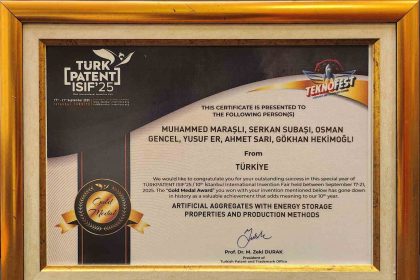 TURK
[PATENT]
ISIF'25
TEKNOFEST
THIS CERTIFICATE IS PRESENTED
TO THE FOLLOWING PERSON(S)
MUHAMMED MARAŞLI, SERKAN SUBAŞI, OSMAN
GENCEL, YUSUF ER, AHMET SARI, GÖKHAN HEKİMOĞLI
From
TÜRKİYE
We would like to congratulate you for your outstanding success in this special year of
TURKPATENT ISIF'25 / 10th Istanbul International Invention Fair held between September 17-21,
2025. The "Gold Medal Award" you won with your invention mentioned below has gone down
in history as a valuable achievement that adds meaning to our 10th year.
ARTIFICIAL AGGREGATES WITH ENERGY STORAGE
PROPERTIES AND PRODUCTION METHODS
Gold Medal
Prof. Dr. M. Zeki DURAK
President of
Turkish Patent and Trademark Office